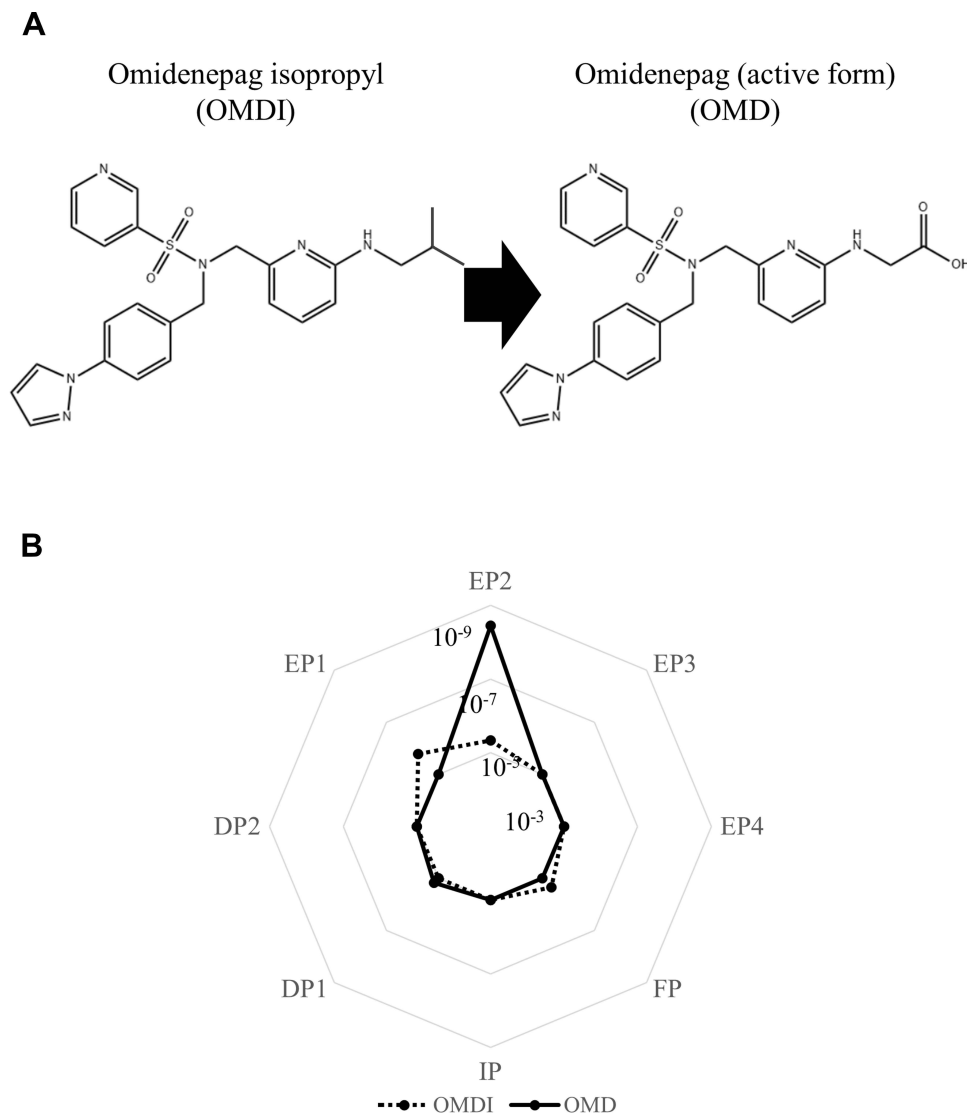 A
Omidenepag isopropyl
(OMDI)
Omidenepag (active form)
(OMD)
N
O
S
O
N
N
H
N
N
N
N
O
S
O
N
N
H
N
O
OH
N
N
B
EP2
10-9
EP1
EP3
10-7
10-5
DP2
10-3
EP4
DP1
FP
IP
OMDI
OMD